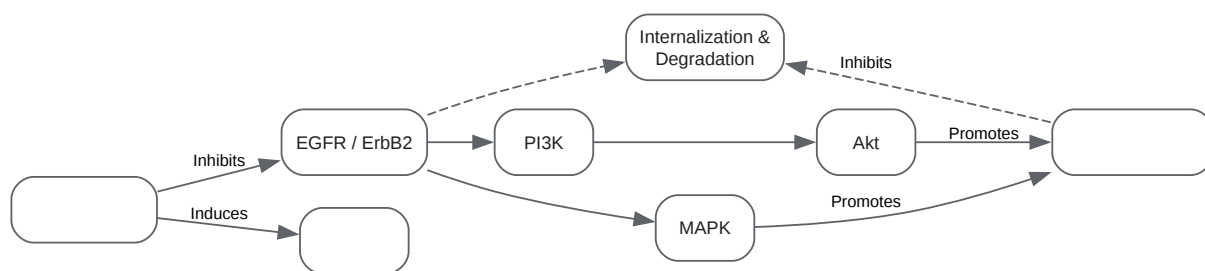 Internalization &
Degradation
Inhibits
EGFR / ErbB2
PI3K
Akt
Promotes
Inhibits
Induces
MAPK
Promotes